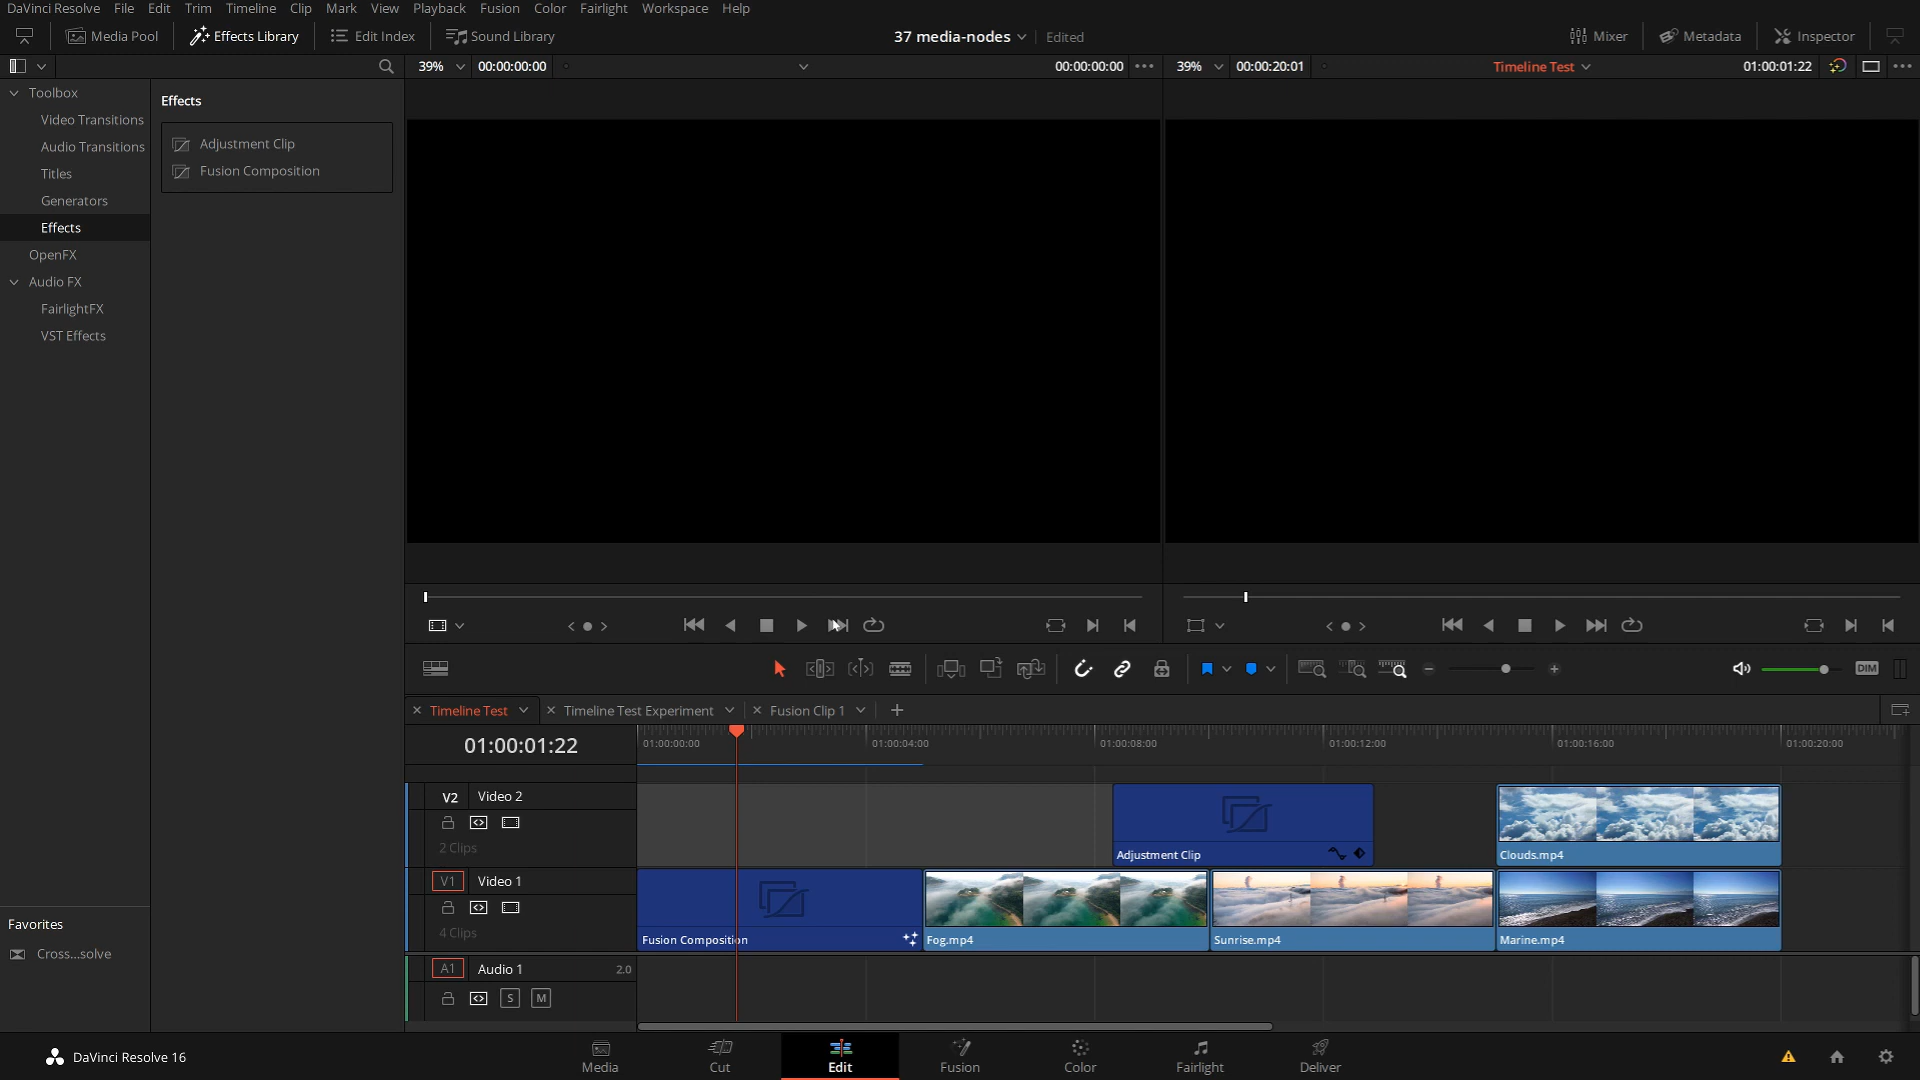 DaVinci Resolve File Edit Trim Timeline Clip Mark View Playback Fusion Color Fairlight Workspace Help
Media Pool Effects Library Edit Index Sound Library 37 media-nodes Edited Mixer Metadata Inspector
39% 00:00:00:00 00:00:00:00 39% 00:00:20:01 Timeline Test 01:00:01:22
Toolbox
Video Transitions
Audio Transitions
Titles
Generators
Effects
OpenFX
Audio FX
FairlightFX
VST Effects
Effects
Adjustment Clip
Fusion Composition
DIM
Timeline Test Timeline Test Experiment Fusion Clip 1
01:00:01:22 01:00:00:00 01:00:04:00 01:00:08:00 01:00:12:00 01:00:16:00 01:00:20:00
V2 Video 2
2 Clips
Adjustment Clip Clouds.mp4
V1 Video 1
4 Clips
Fusion Composition Fog.mp4 Sunrise.mp4 Marine.mp4
A1 Audio 1 2.0
S M
Favorites
Cross...solve
DaVinci Resolve 16
Media Cut Edit Fusion Color Fairlight Deliver